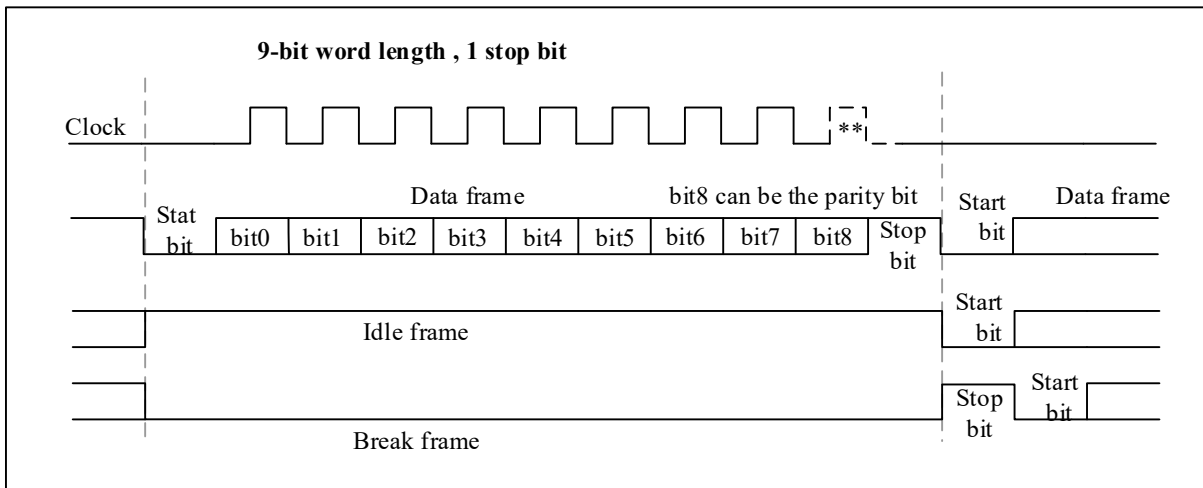 9-bit word length , 1 stop bit
Clock
**
Data frame
bit8 can be the parity bit
Data frame
Stat
bit
bit0
bit1
bit2
bit3
bit4
bit5
bit6
bit7
bit8
Stop
bit
Start
bit
Idle frame
Start
bit
Break frame
Stop
bit
Start
bit